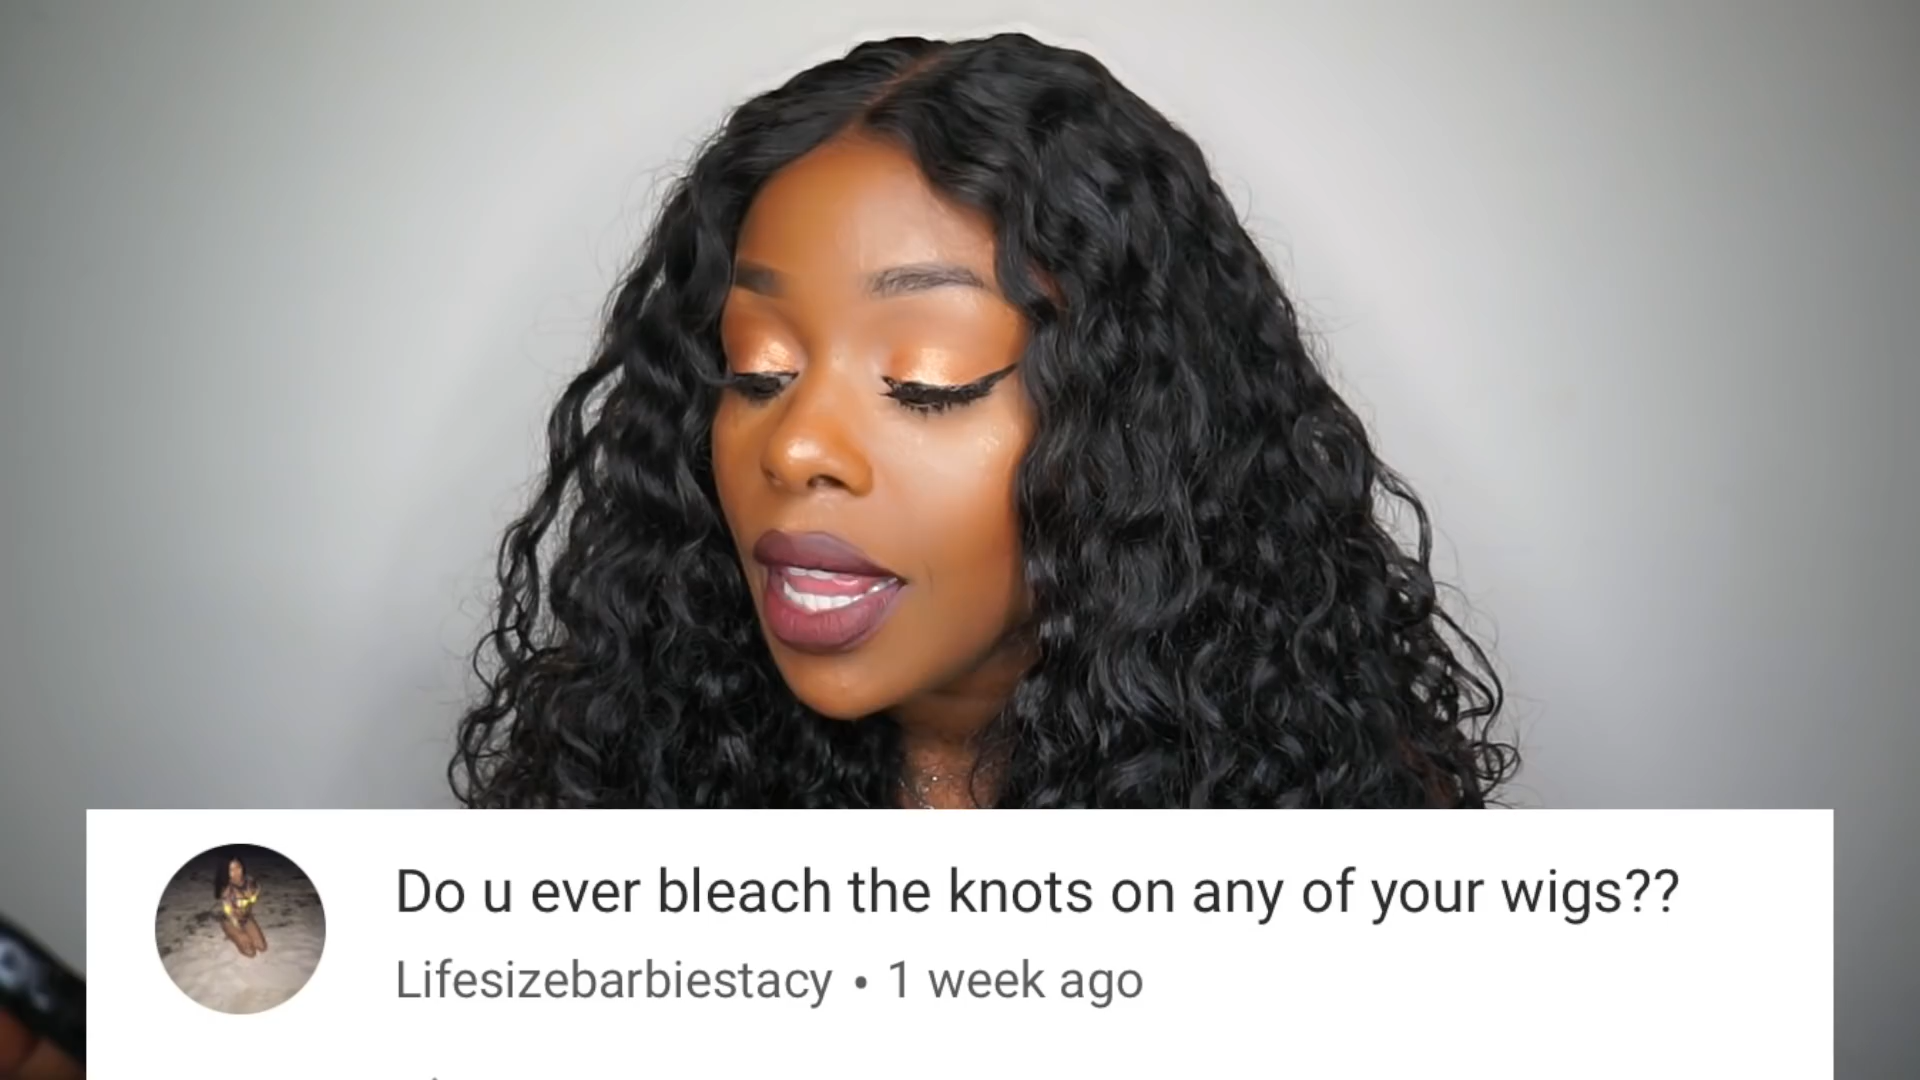 Do u ever bleach the knots on any of your wigs??
Lifesizebarbiestacy • 1 week ago